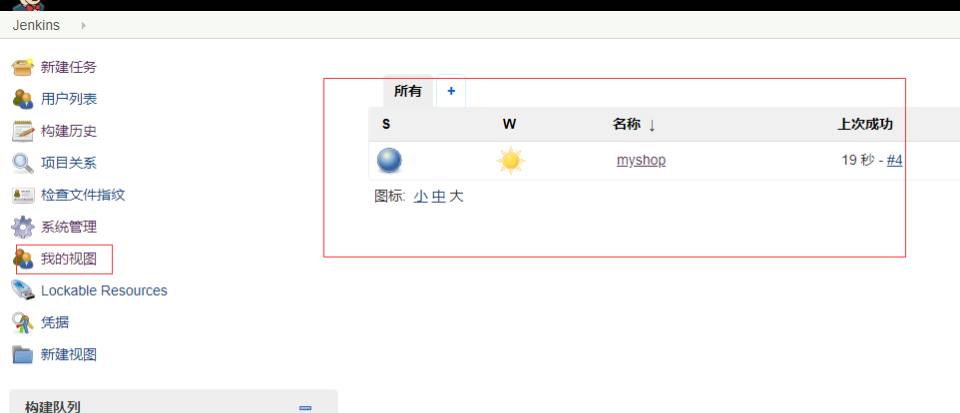 Jenkins
新建任务
用户列表
构建历史
项目关系
检查文件指纹
系统管理
我的视图
Lockable Resources
凭据
新建视图
构建队列
所有 +
S W 名称 ↓ 上次成功
myshop 19 秒 - #4
图标: 小 中 大